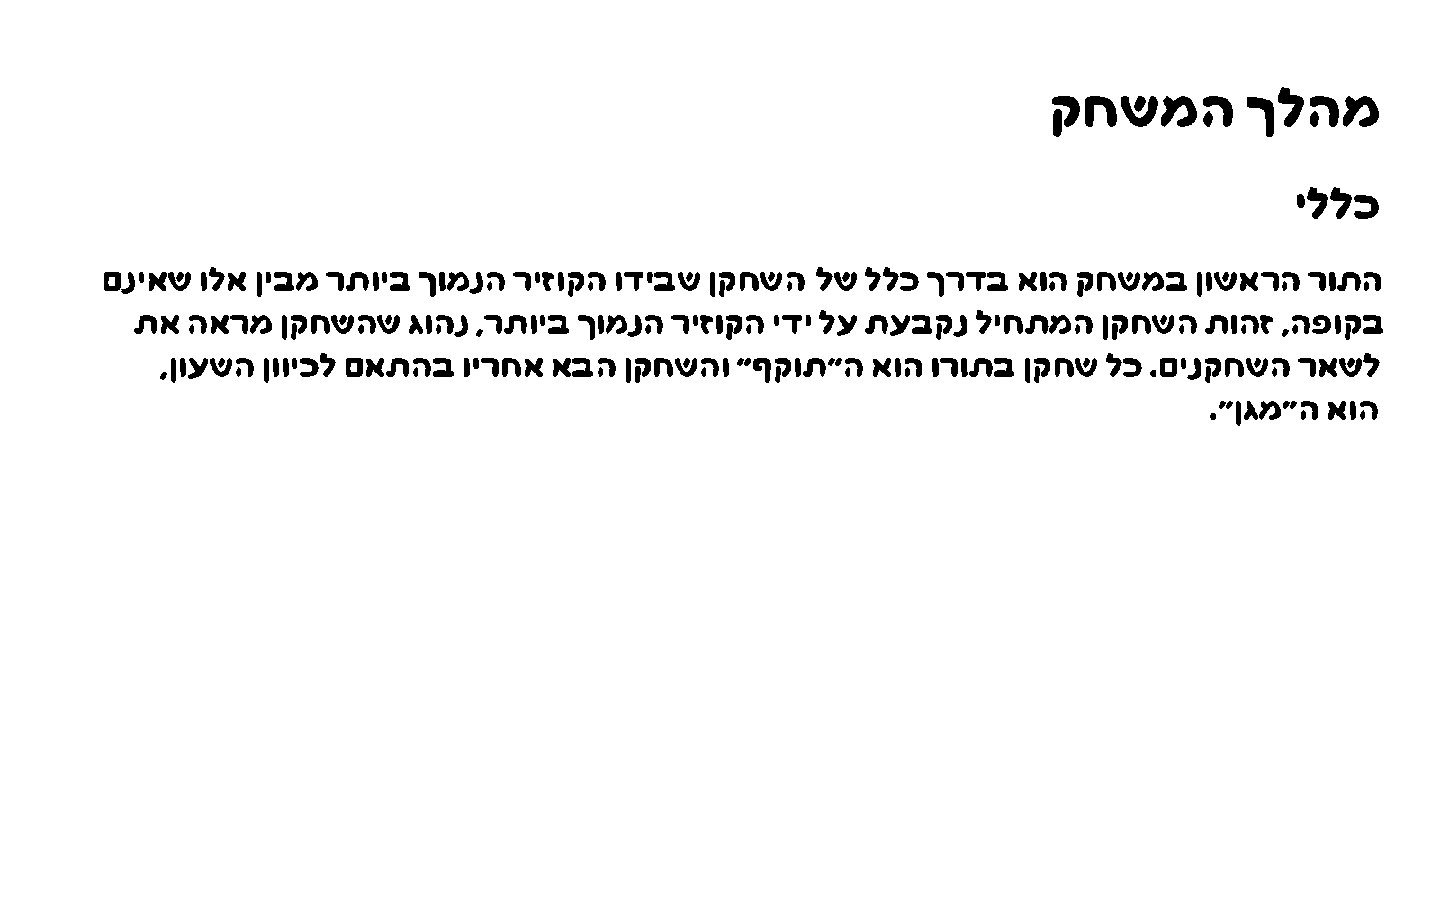 מהלך המשחק
כללי
התור הראשון במשחק הוא בדרך כלל של השחקן שבידו הקוזיר הנמוך ביותר מבין אלו שאינם
בקופה, זהות השחקן המתחיל נקבעת על ידי הקוזיר הנמוך ביותר, נהוג שהשחקן מראה את
לשאר השחקנים. כל שחקן בתורו הוא ה״תוקף״ והשחקן הבא אחריו בהתאם לכיוון השעון,
הוא ה״מגן״.